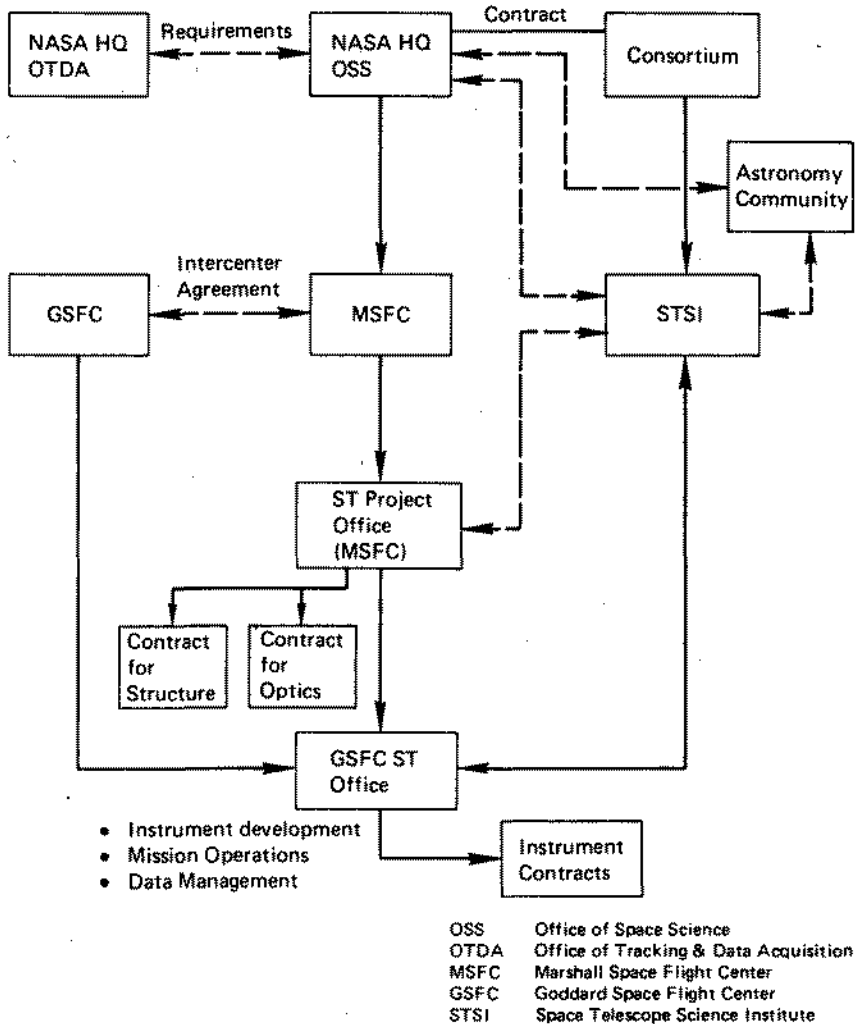 Contract
NASA HQ
OTDA
Requirements
NASA HQ
OSS
Consortium
Astronomy
Community
Intercenter
Agreement
GSFC
MSFC
STSI
ST Project
Office
(MSFC)
Contract
for
Structure
Contract
for
Optics
GSFC ST
Office
• Instrument development
• Mission Operations
• Data Management
Instrument
Contracts
OSS Office of Space Science
OTDA Office of Tracking & Data Acquisition
MSFC Marshall Space Flight Center
GSFC Goddard Space Flight Center
STSI Space Telescope Science Institute